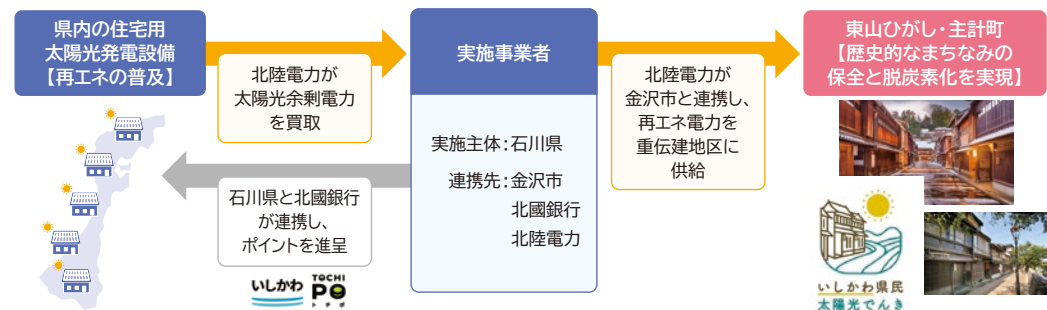 県内の住宅用
太陽光発電設備
【再エネの普及】
北陸電力が
太陽光余剰電力
を買取
石川県と北國銀行
が連携し、
ポイントを進呈
いしかわ
TOCHI
PO
トチポ
実施事業者
実施主体：石川県
連携先：金沢市
北國銀行
北陸電力
北陸電力が
金沢市と連携し、
再エネ電力を
重伝建地区に
供給
東山ひがし・主計町
【歴史的なまちなみの
保全と脱炭素化を実現】
いしかわ県民
太陽光でんき